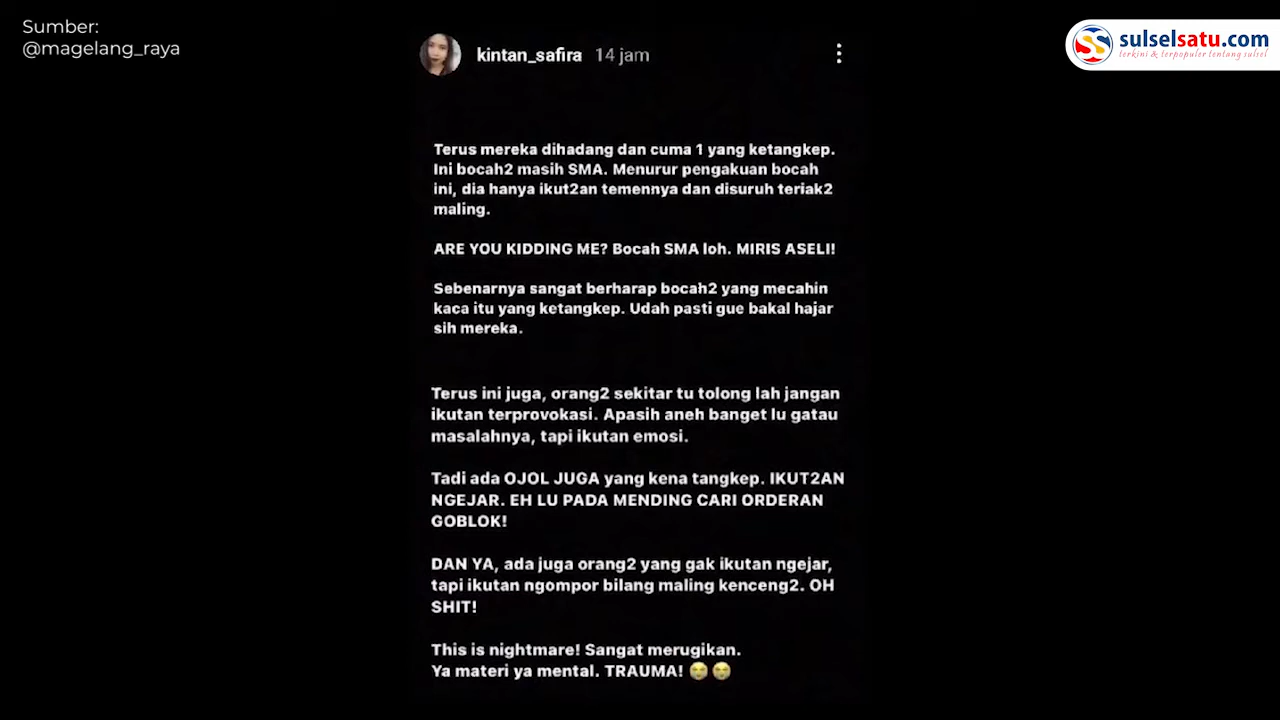 Sumber:
@magelang_raya
sulselsatu.com
terkini & terpopuler tentang sulsel
kintan_safira 14 jam
Terus mereka dihadang dan cuma 1 yang ketangkep.
Ini bocah2 masih SMA. Menurur pengakuan bocah
ini, dia hanya ikut2an temennya dan disuruh teriak2
maling.
ARE YOU KIDDING ME? Bocah SMA loh. MIRIS ASELI!
Sebenarnya sangat berharap bocah2 yang mecahin
kaca itu yang ketangkep. Udah pasti gue bakal hajar
sih mereka.
Terus ini juga, orang2 sekitar tu tolong lah jangan
ikutan terprovokasi. Apasih aneh banget lu gatau
masalahnya, tapi ikutan emosi.
Tadi ada OJOL JUGA yang kena tangkep. IKUT2AN
NGEJAR. EH LU PADA MENDING CARI ORDERAN
GOBLOK!
DAN YA, ada juga orang2 yang gak ikutan ngejar,
tapi ikutan ngompor bilang maling kenceng2. OH
SHIT!
This is nightmare! Sangat merugikan.
Ya materi ya mental. TRAUMA!